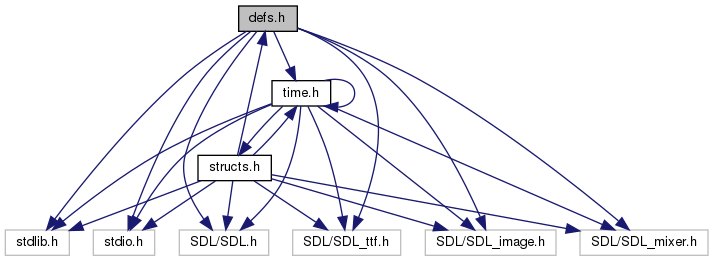 defs.h
time.h
structs.h
stdlib.h
stdio.h
SDL/SDL.h
SDL/SDL_ttf.h
SDL/SDL_image.h
SDL/SDL_mixer.h